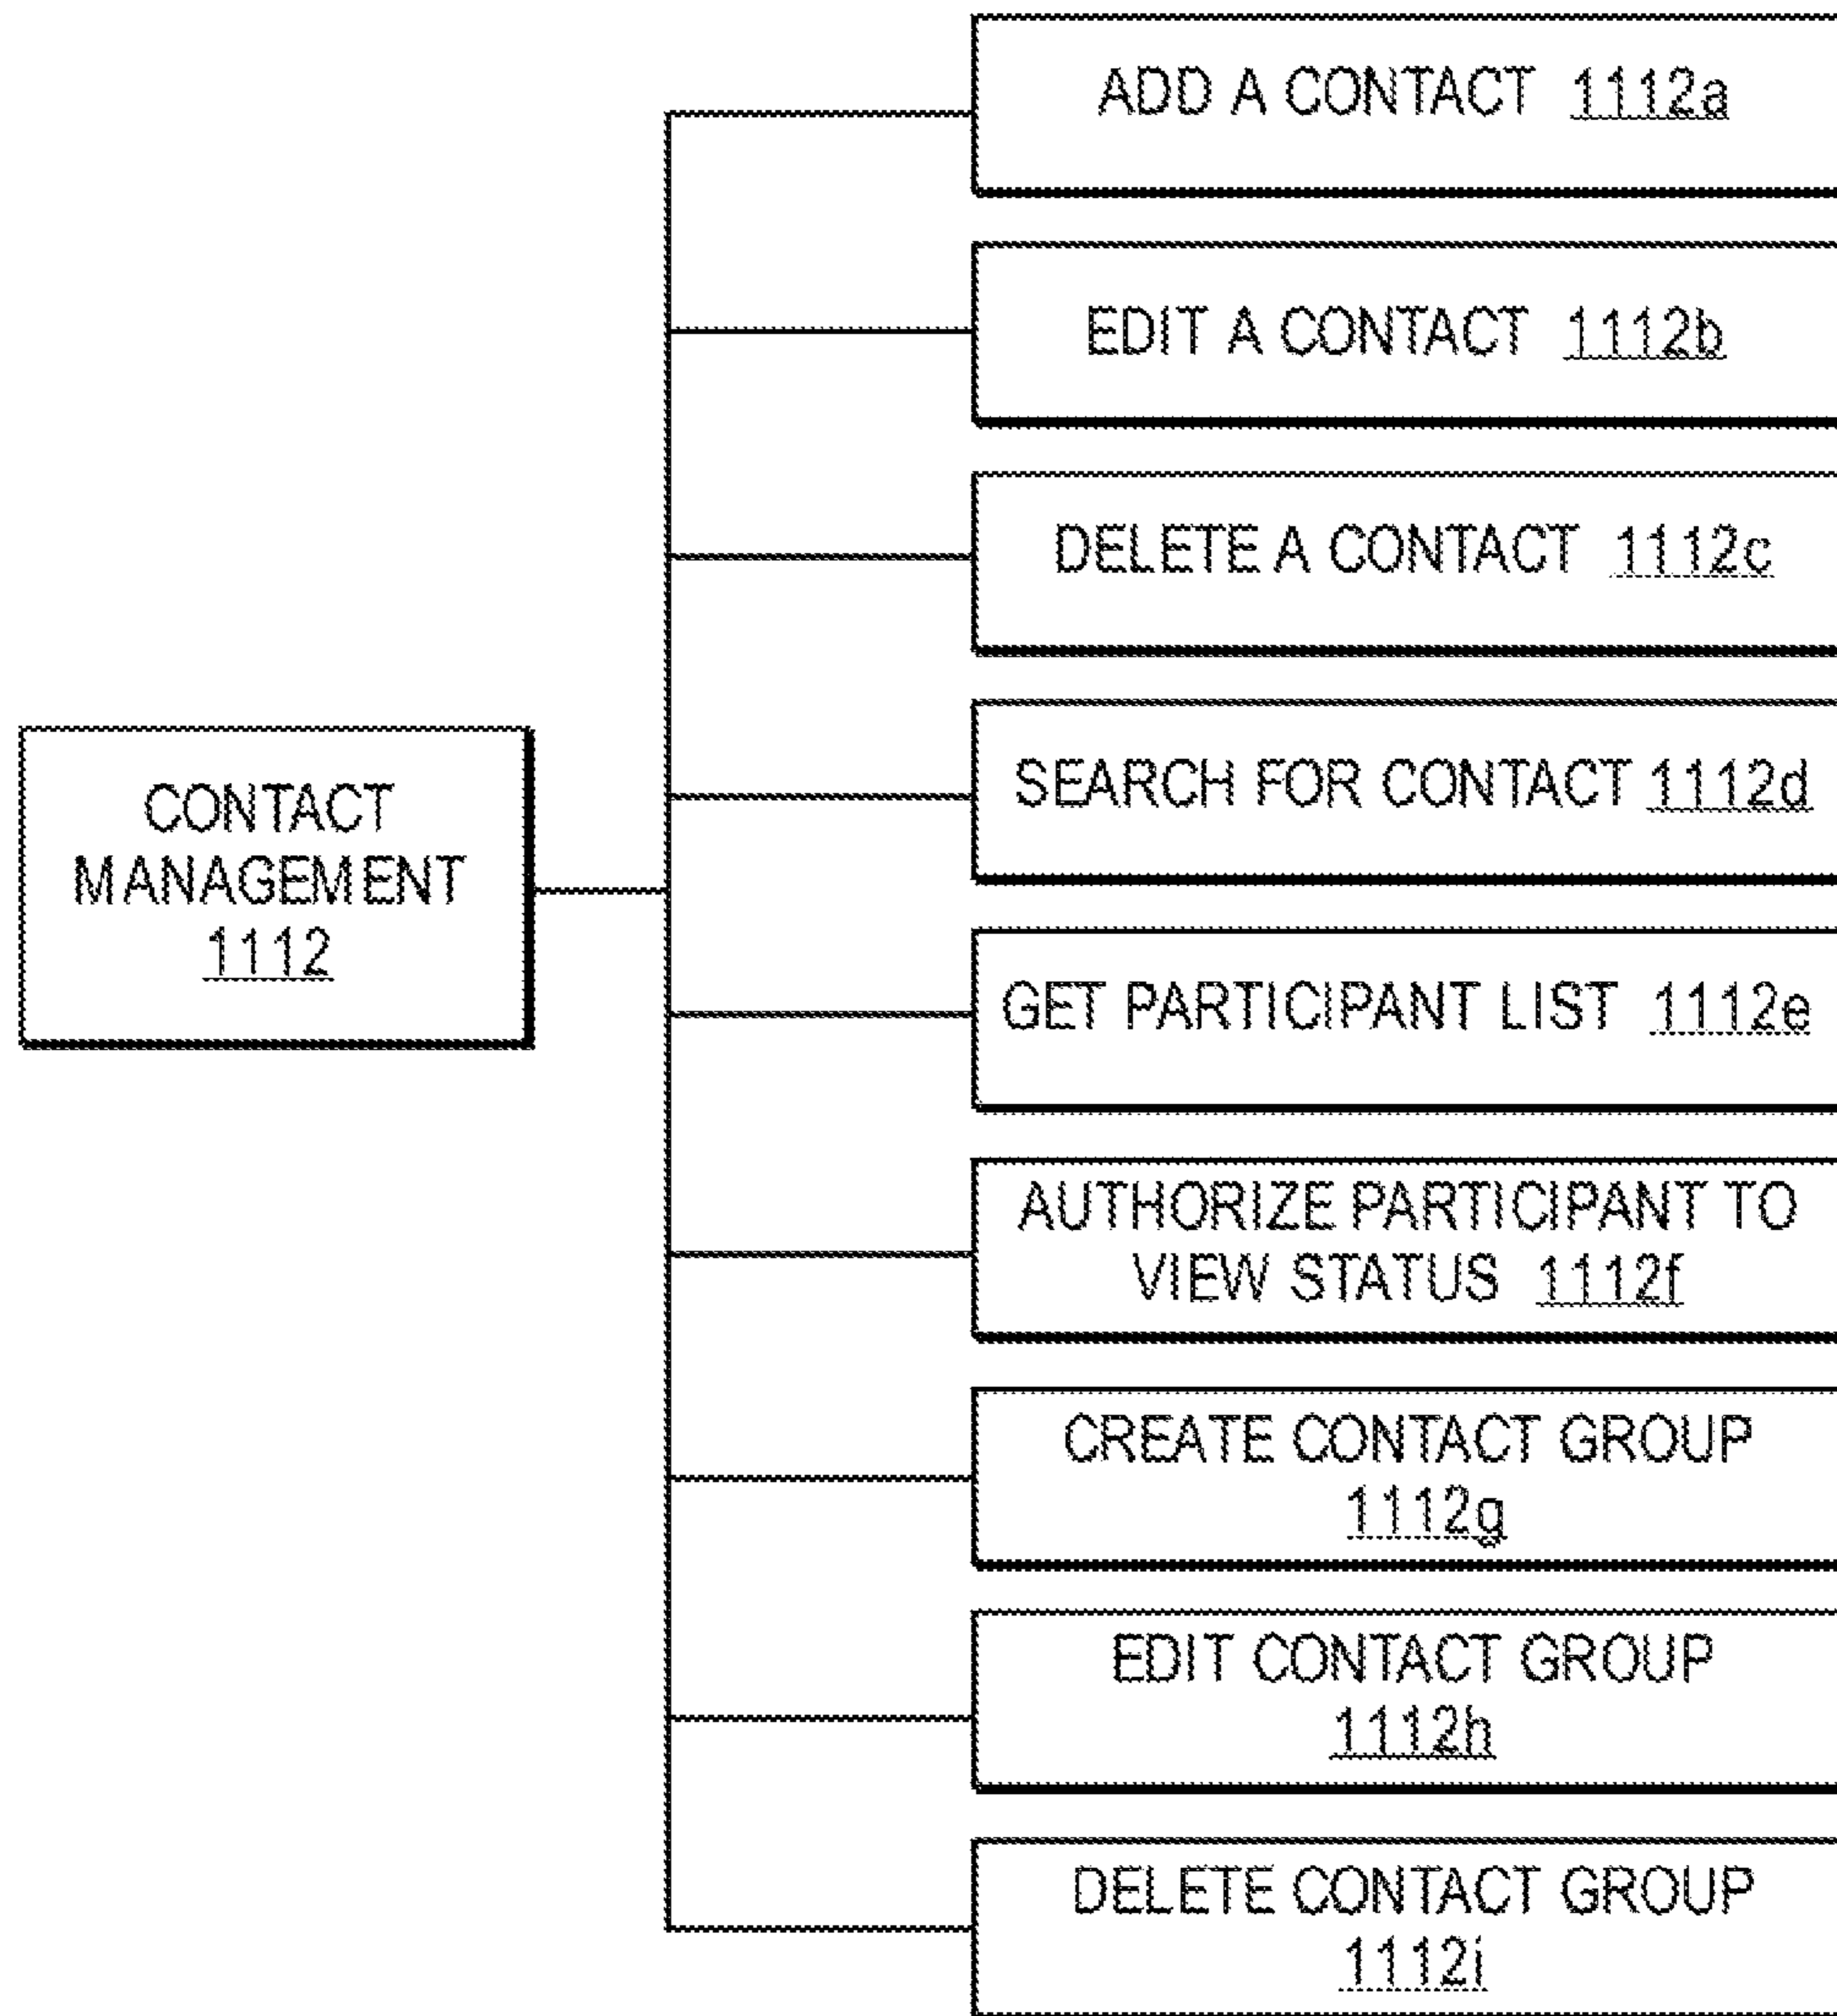 ADD A CONTACT 1112a
EDIT A CONTACT 1112b
DELETE A CONTACT 1112c
SEARCH FOR CONTACT 1112d
CONTACT
MANAGEMENT
1112
GET PARTICIPANT LIST 1112e
AUTHORIZE PARTICIPANT TO
VIEW STATUS 1112f
CREATE CONTACT GROUP
1112g
EDIT CONTACT GROUP
1112h
DELETE CONTACT GROUP
1112i